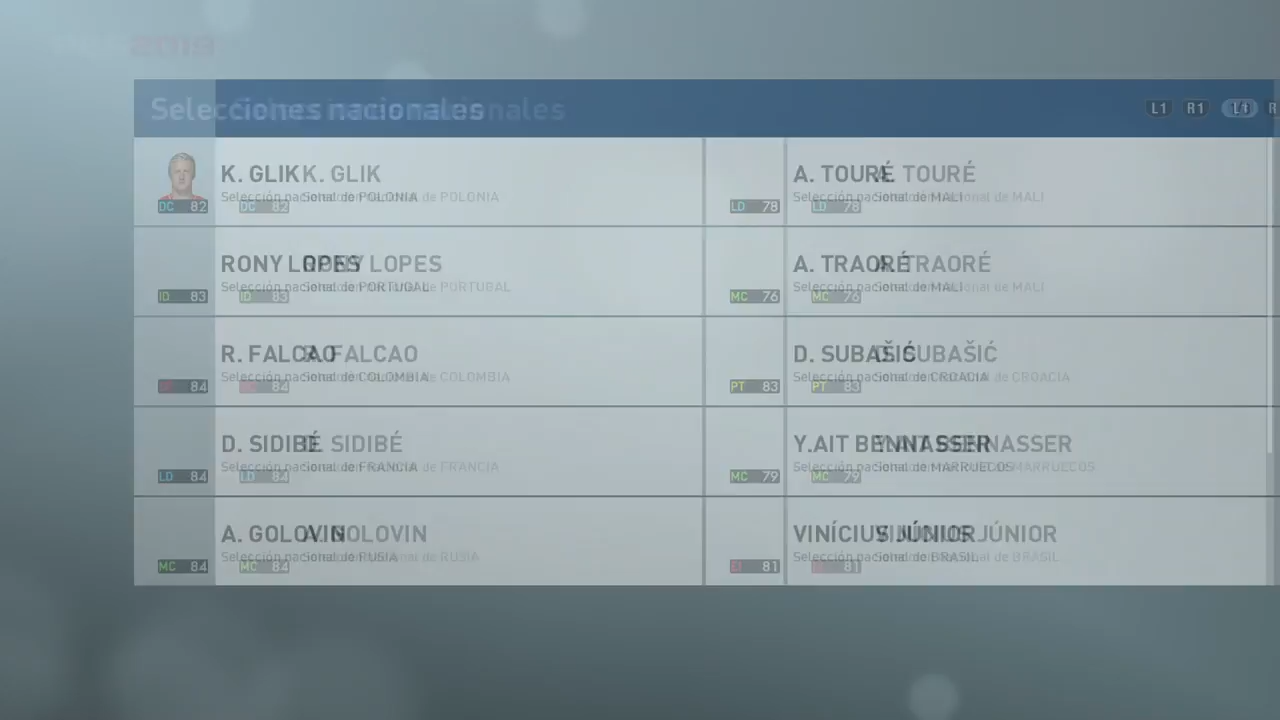 2019
Selecciones nacionales
L1 R1 L1 R
K. GLIK
Selección nacional de POLONIA
DC 82
A. TOURÉ
Selección nacional de MALI
LD 78
RONY LOPES
Selección nacional de PORTUGAL
ID 83
A. TRAORÉ
Selección nacional de MALI
MC 76
R. FALCAO
Selección nacional de COLOMBIA
84
D. SUBAŠIĆ
Selección nacional de CROACIA
PT 83
D. SIDIBÉ
Selección nacional de FRANCIA
LD 84
Y.AIT BENNASSER
Selección nacional de MARRUECOS
MC 79
A. GOLOVIN
Selección nacional de RUSIA
MC 84
VINÍCIUS JÚNIOR
Selección nacional de BRASIL
EI 81